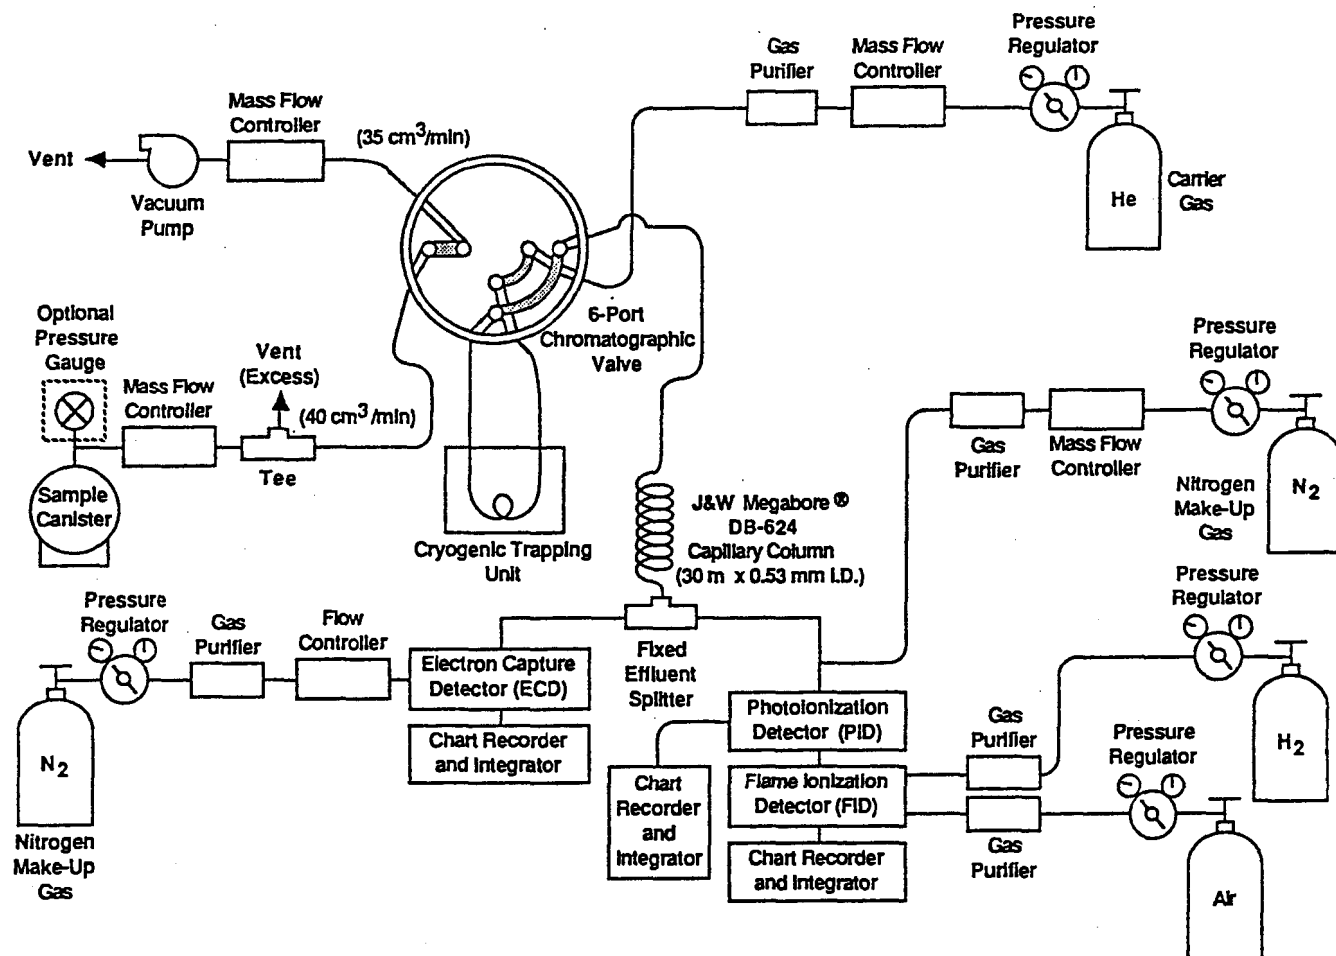 Pressure
Regulator
Gas
Purifier
Mass Flow
Controller
Mass Flow
Controller
(35 cm³/min)
Vent
Vacuum
Pump
He
Carrier
Gas
6-Port
Chromatographic
Valve
Optional
Pressure
Gauge
Vent
(Excess)
Mass Flow
Controller
(40 cm³/min)
Tee
Sample
Canister
Cryogenic Trapping
Unit
J&W Megabore ®
DB-624
Capillary Column
(30 m x 0.53 mm I.D.)
Pressure
Regulator
Gas
Purifier
Mass Flow
Controller
Nitrogen
Make-Up
Gas
N2
Pressure
Regulator
Gas
Purifier
Flow
Controller
Electron Capture
Detector (ECD)
Chart Recorder
and Integrator
N2
Nitrogen
Make-Up
Gas
Fixed
Effluent
Splitter
Photoionization
Detector (PID)
Chart
Recorder
and
Integrator
Flame Ionization
Detector (FID)
Chart Recorder
and Integrator
Pressure
Regulator
Gas
Purifier
H2
Pressure
Regulator
Gas
Purifier
Air